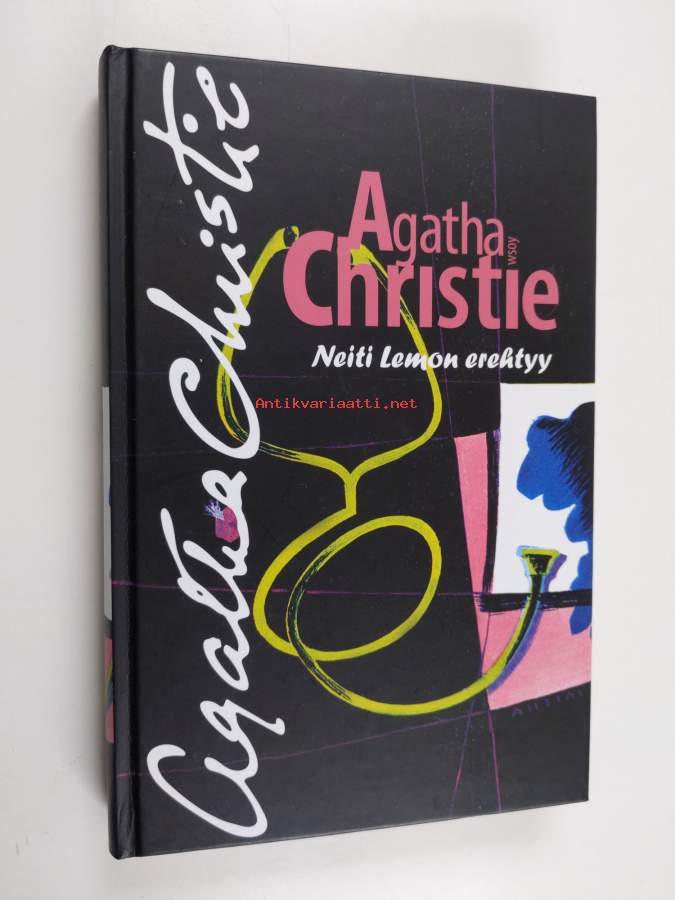 Agatha Christie
Agatha
wsoy
Christie
Neiti Lemon erehtyy
Antikvariaatti.net